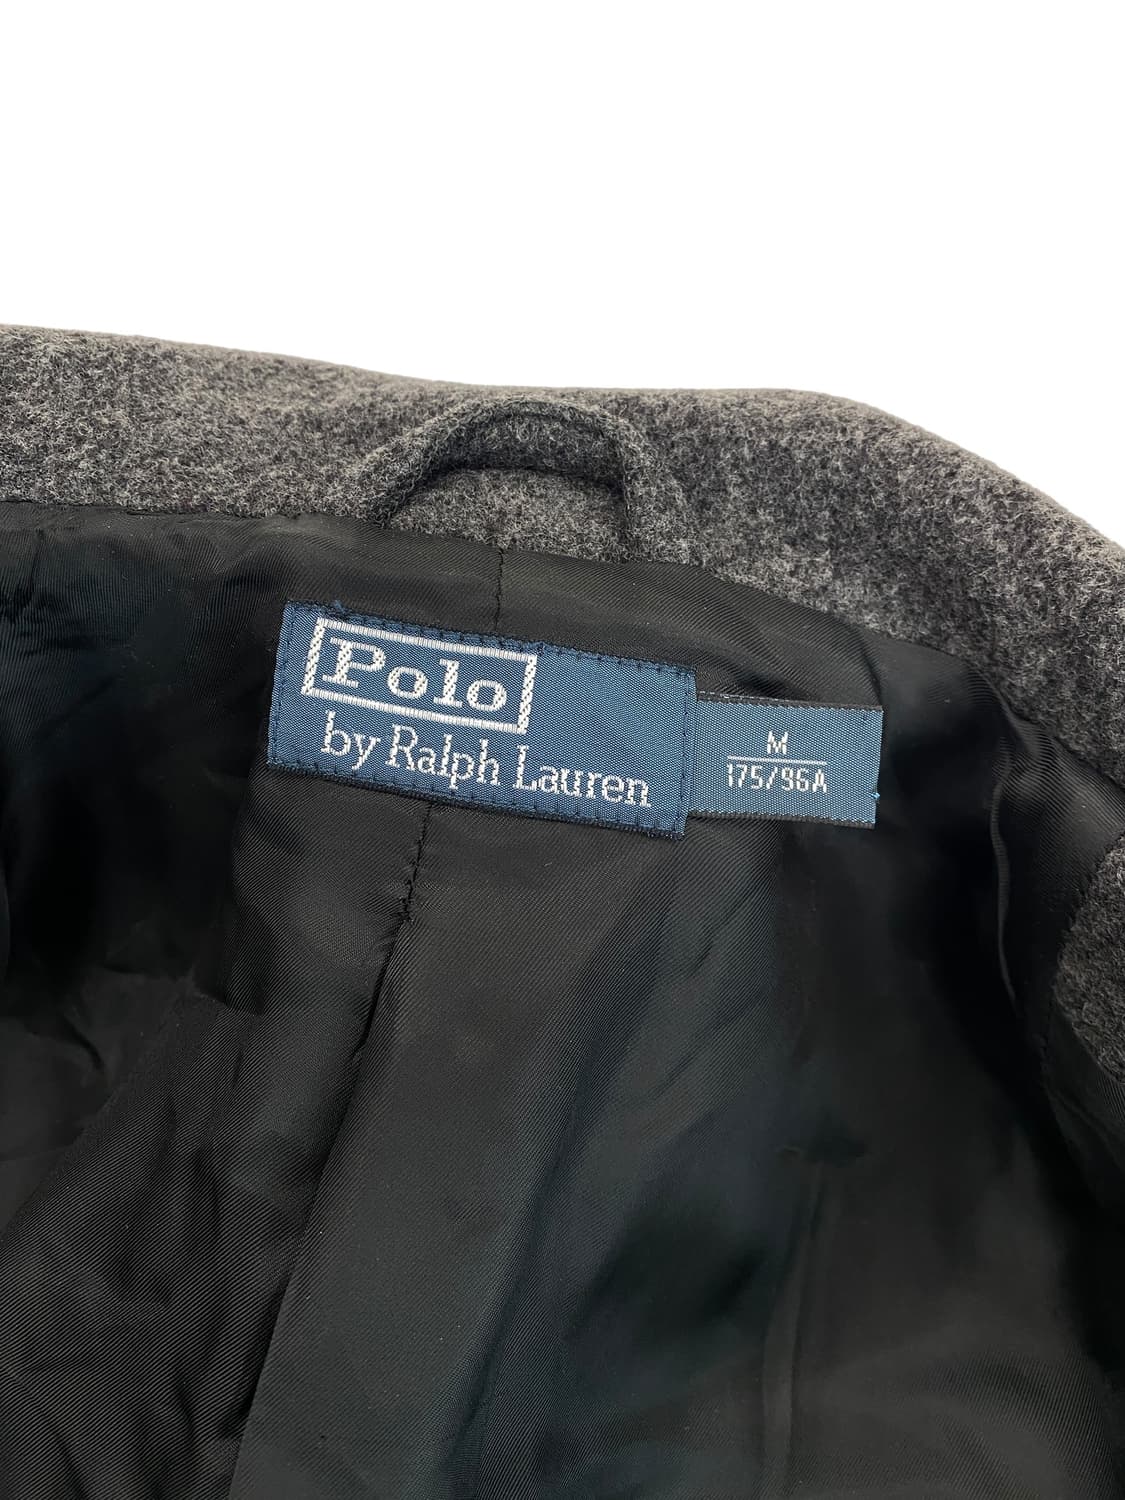 Polo
by Ralph Lauren
M
175/96A